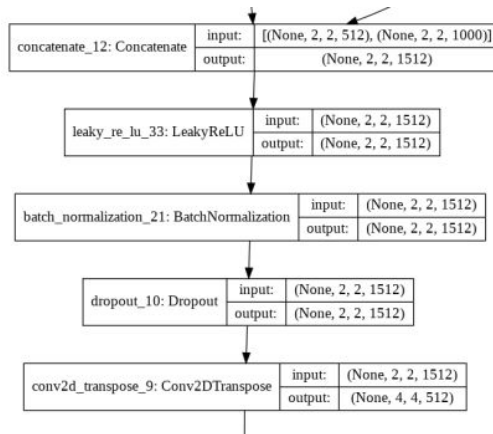 concatenate_12: Concatenate
input: [(None, 2, 2, 512), (None, 2, 2, 1000)]
output: (None, 2, 2, 1512)
leaky_re_lu_33: LeakyReLU
input: (None, 2, 2, 1512)
output: (None, 2, 2, 1512)
batch_normalization_21: BatchNormalization
input: (None, 2, 2, 1512)
output: (None, 2, 2, 1512)
dropout_10: Dropout
input: (None, 2, 2, 1512)
output: (None, 2, 2, 1512)
conv2d_transpose_9: Conv2DTranspose
input: (None, 2, 2, 1512)
output: (None, 4, 4, 512)